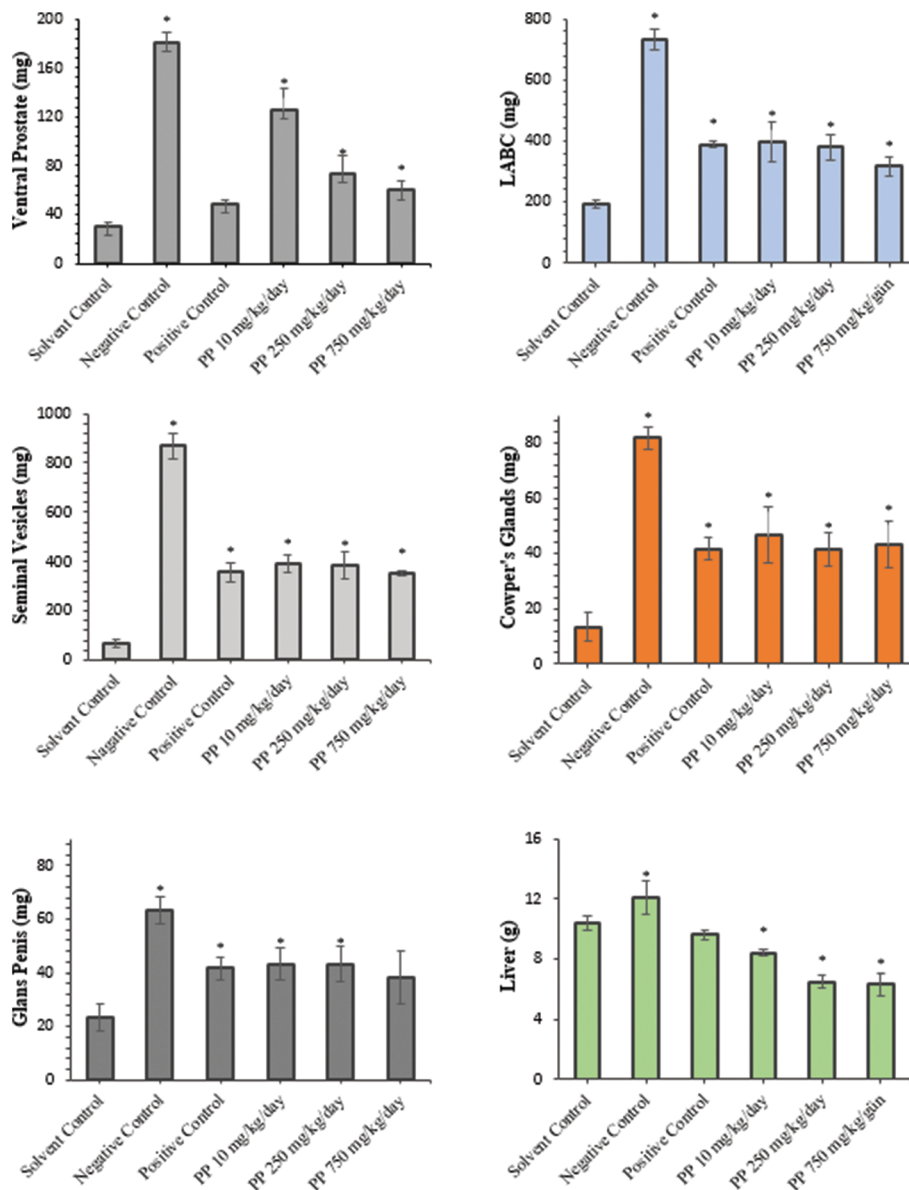 Ventral Prostate (mg)
200
160
120
80
40
0
*
*
*
*
Solvent Control
Negative Control
Positive Control
PP 10 mg/kg/day
PP 250 mg/kg/day
PP 750 mg/kg/day
LABC (mg)
800
600
400
200
0
*
*
*
*
*
Solvent Control
Negative Control
Positive Control
PP 10 mg/kg/day
PP 250 mg/kg/day
PP 750 mg/kg/gün
Seminal Vesicles (mg)
1000
800
600
400
200
0
*
*
*
*
*
Solvent Control
Nagative Control
Positive Control
PP 10 mg/kg/day
PP 250 mg/kg/day
PP 750 mg/kg/day
Cowper's Glands (mg)
80
60
40
20
0
*
*
*
*
*
Solvent Control
Negative Control
Positive Control
PP 10 mg/kg/day
PP 250 mg/kg/day
PP 750 mg/kg/day
Glans Penis (mg)
80
60
40
20
0
*
*
*
*
Solvent Control
Negative Control
Positive Control
PP 10 mg/kg/day
PP 250 mg/kg/day
PP 750 mg/kg/day
Liver (g)
16
12
8
4
0
*
*
*
*
Solvent Control
Negative Control
Positive Control
PP 10 mg/kg/day
PP 250 mg/kg/day
PP 750 mg/kg/gün